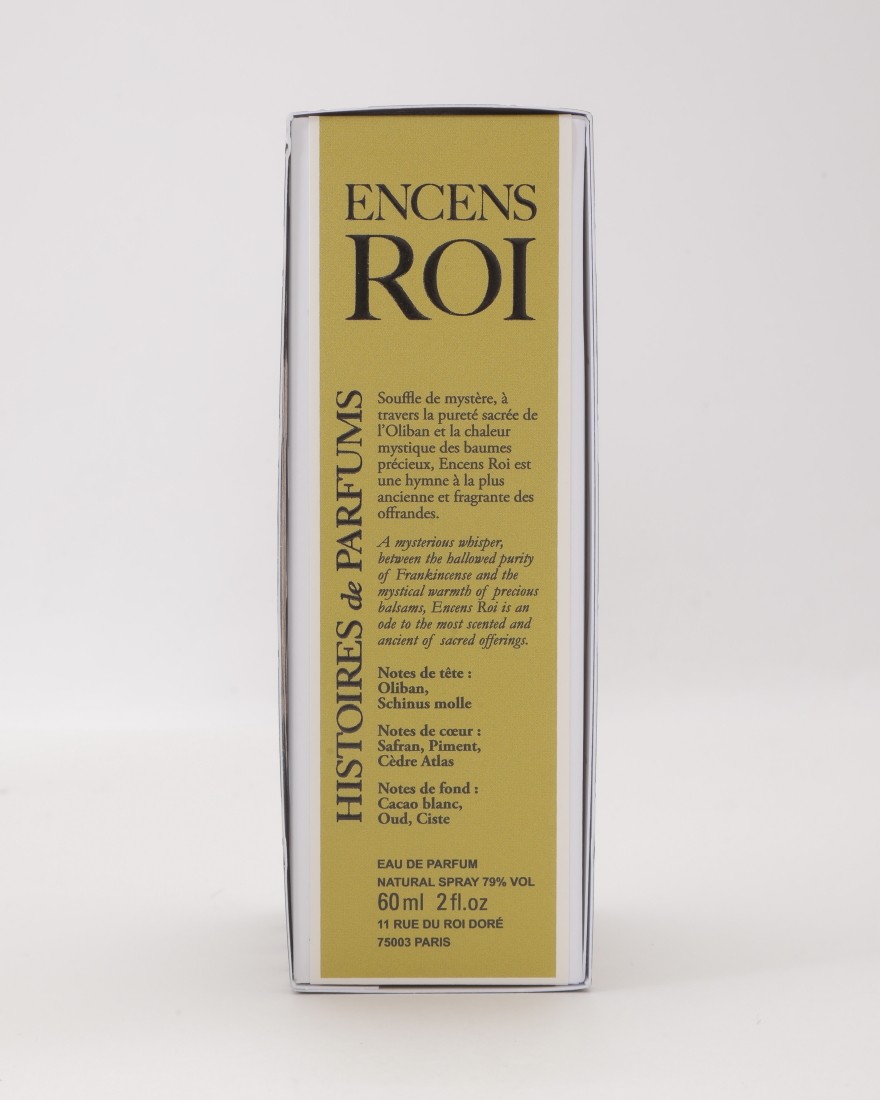 ENCENS
ROI
HISTOIRES de PARFUMS
Souffle de mystère, à
travers la pureté sacrée de
l’Oliban et la chaleur
mystique des baumes
précieux, Encens Roi est
une hymne à la plus
ancienne et fragrante des
offrandes.
A mysterious whisper,
between the hallowed purity
of Frankincense and the
mystical warmth of precious
balsams, Encens Roi is an
ode to the most scented and
ancient of sacred offerings.
Notes de tête :
Oliban,
Schinus molle
Notes de cœur :
Safran, Piment,
Cèdre Atlas
Notes de fond :
Cacao blanc,
Oud, Ciste
EAU DE PARFUM
NATURAL SPRAY 79% VOL
60ml 2fl.oz
11 RUE DU ROI DORÉ
75003 PARIS